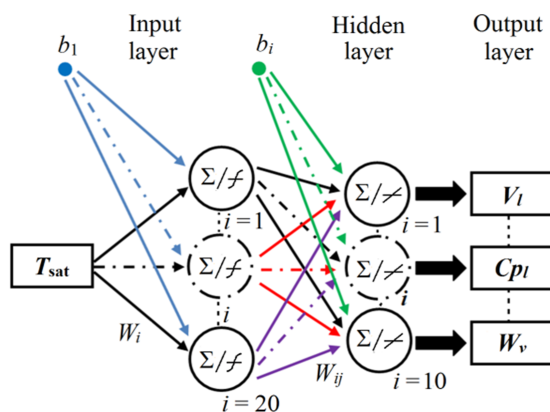 Input layer
Hidden layer
Output layer
b1
bi
Σ/f
Σ/
Vl
i=1
i=1
Tsat
Σ/f
Σ/
Cpl
i
i
Wi
Σ/f
Σ/
Wv
Wij
i=20
i=10